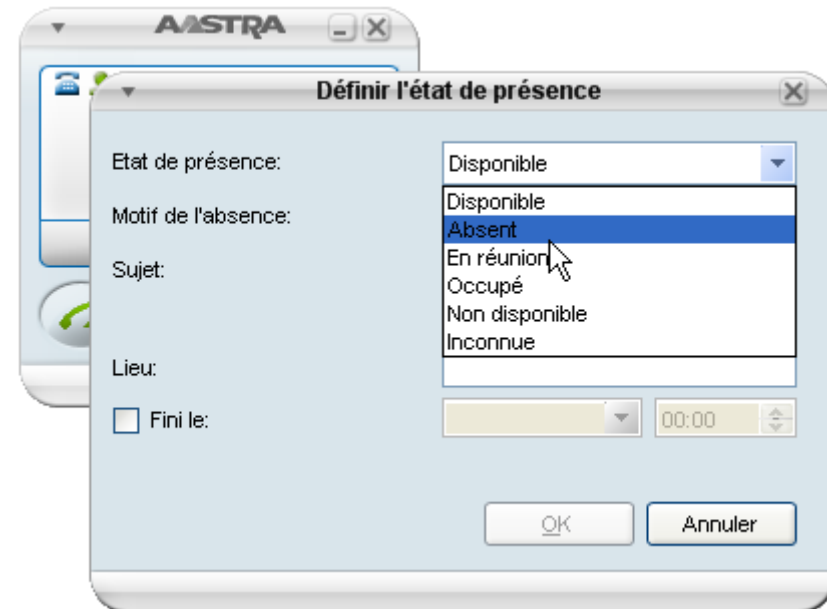 AASTRA
Définir l'état de présence
Etat de présence:
Disponible
Disponible
Motif de l'absence:
Absent
En réunion
Sujet:
Occupé
Non disponible
Inconnue
Lieu:
Fini le:
00:00
OK
Annuler